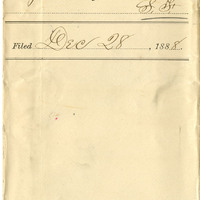 S. F.
Filed Dec 28, 1888.